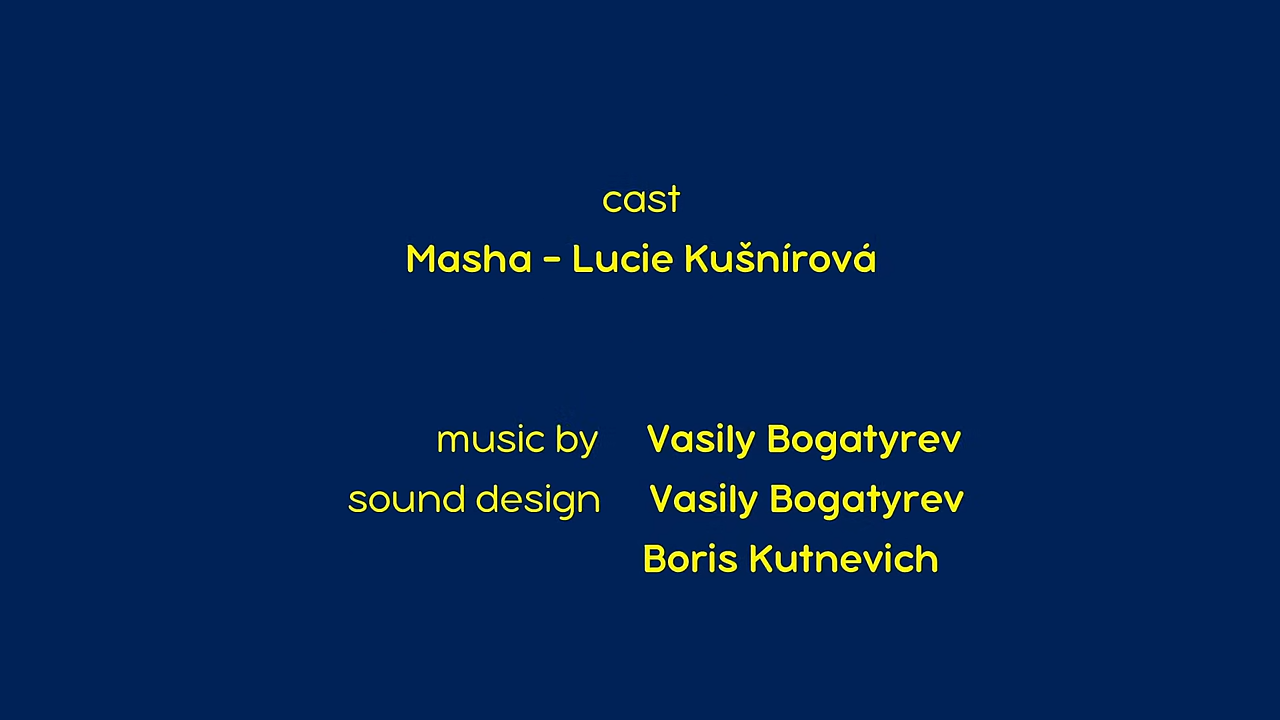 cast
Masha - Lucie Kušnírová
music by Vasily Bogatyrev
sound design Vasily Bogatyrev
Boris Kutnevich